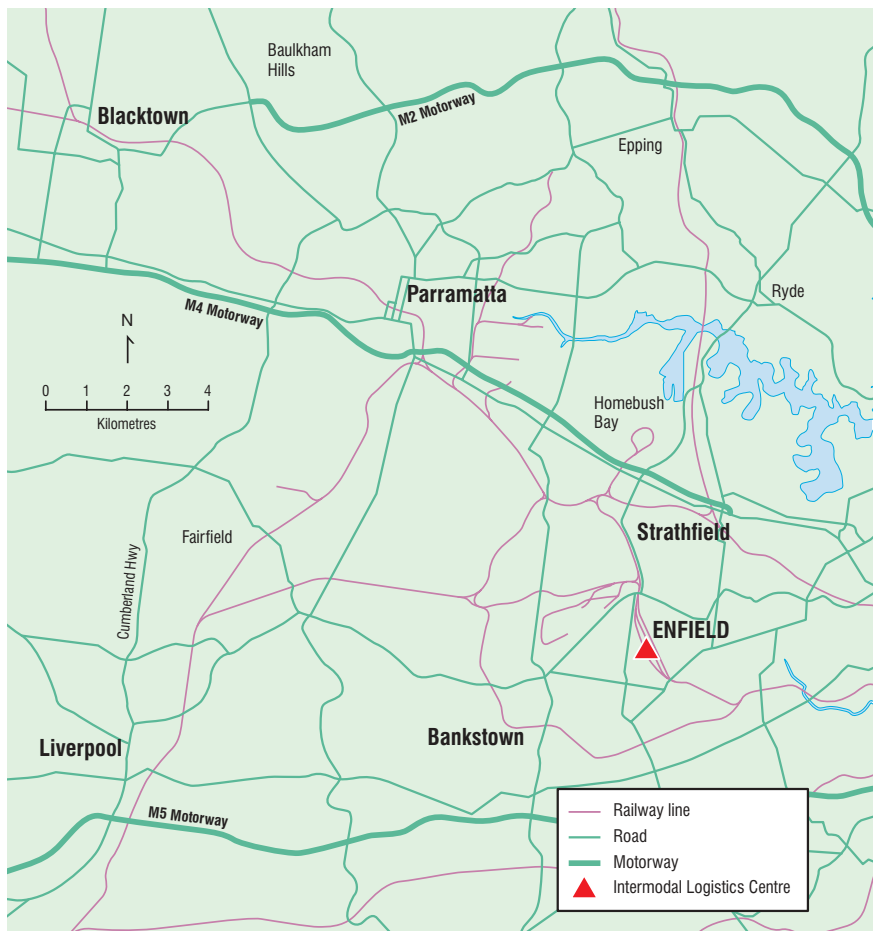 Baulkham
Hills
Blacktown
M2 Motorway
Epping
Parramatta
Ryde
M4 Motorway
N
0 1 2 3 4
Kilometres
Homebush
Bay
Strathfield
Fairfield
Cumberland Hwy
ENFIELD
Bankstown
Liverpool
M5 Motorway
Railway line
Road
Motorway
Intermodal Logistics Centre